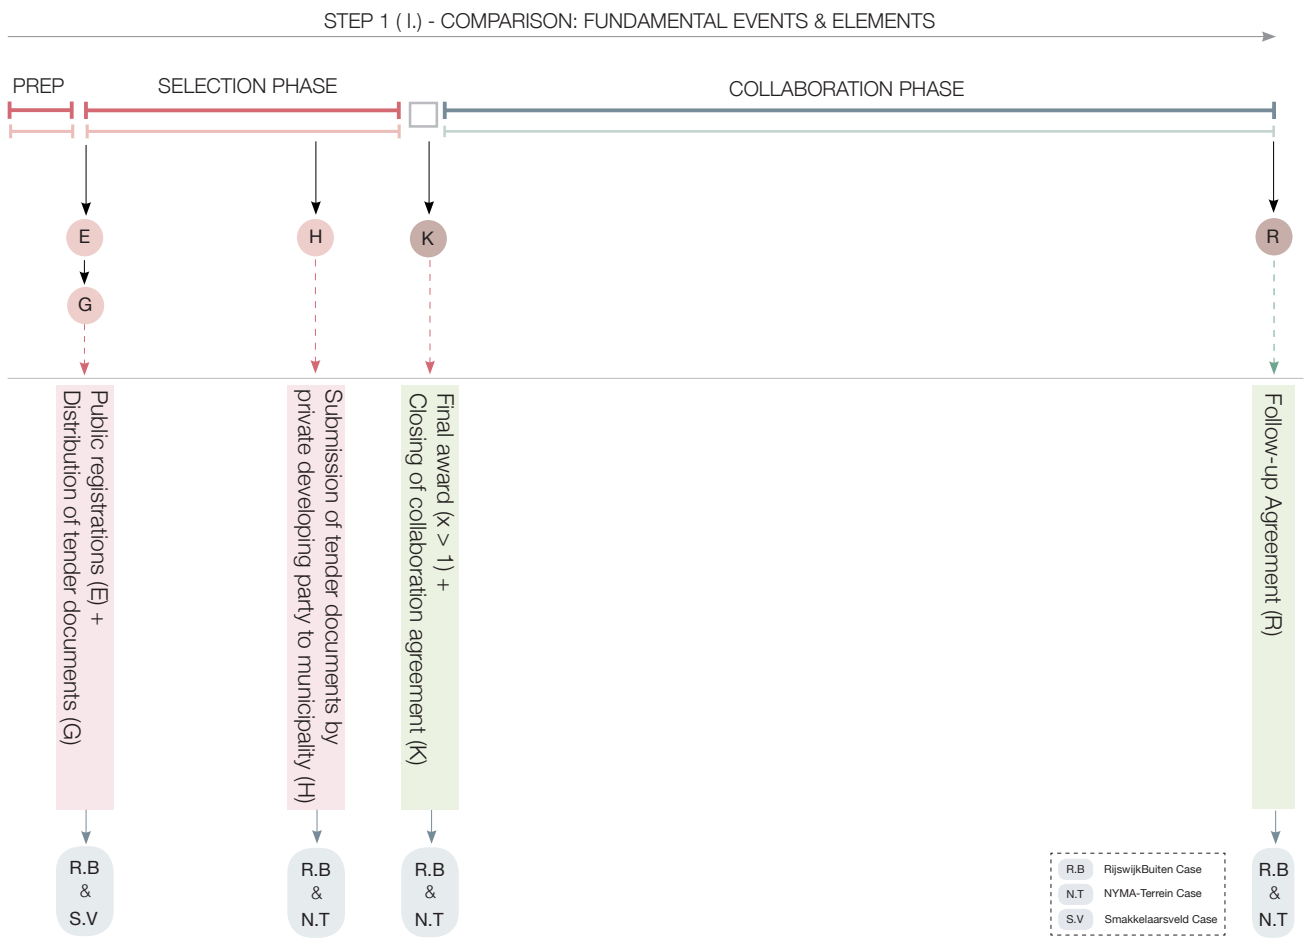 STEP 1 ( I.) - COMPARISON: FUNDAMENTAL EVENTS & ELEMENTS
PREP
SELECTION PHASE
COLLABORATION PHASE
E
H
K
R
G
Public registrations (E) +
Distribution of tender documents (G)
Submission of tender documents by
private developing party to municipality (H)
Final award (x > 1) +
Closing of collaboration agreement (K)
Follow-up Agreement (R)
R.B
&
S.V
R.B
&
N.T
R.B
&
N.T
R.B
&
N.T
R.B RijswijkBuiten Case
N.T NYMA-Terrein Case
S.V Smakkelaarsveld Case